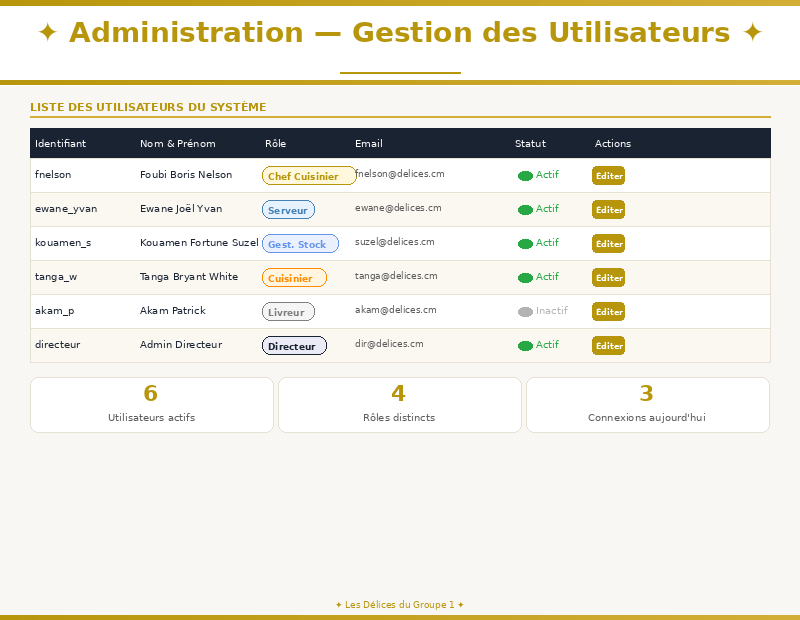 ✦ Administration — Gestion des Utilisateurs ✦
LISTE DES UTILISATEURS DU SYSTÈME
Identifiant Nom & Prénom Rôle Email Statut Actions
fnelson Foubi Boris Nelson Chef Cuisinier fnelson@delices.cm Actif Editer
ewane_yvan Ewane Joël Yvan Serveur ewane@delices.cm Actif Editer
kouamen_s Kouamen Fortune Suzel Gest. Stock suzel@delices.cm Actif Editer
tanga_w Tanga Bryant White Cuisinier tanga@delices.cm Actif Editer
akam_p Akam Patrick Livreur akam@delices.cm Inactif Editer
directeur Admin Directeur Directeur dir@delices.cm Actif Editer
6 4 3
Utilisateurs actifs Rôles distincts Connexions aujourd'hui
✦ Les Délices du Groupe 1 ✦